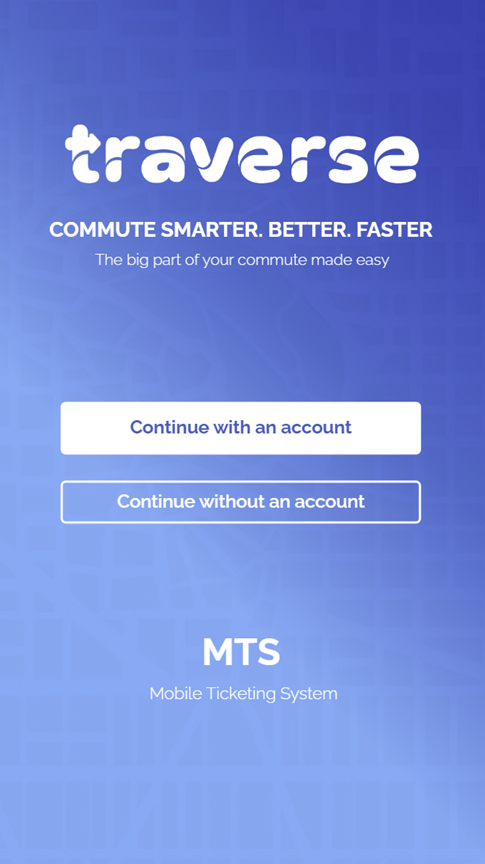 traverse
COMMUTE SMARTER. BETTER. FASTER
The big part of your commute made easy
Continue with an account
Continue without an account
MTS
Mobile Ticketing System